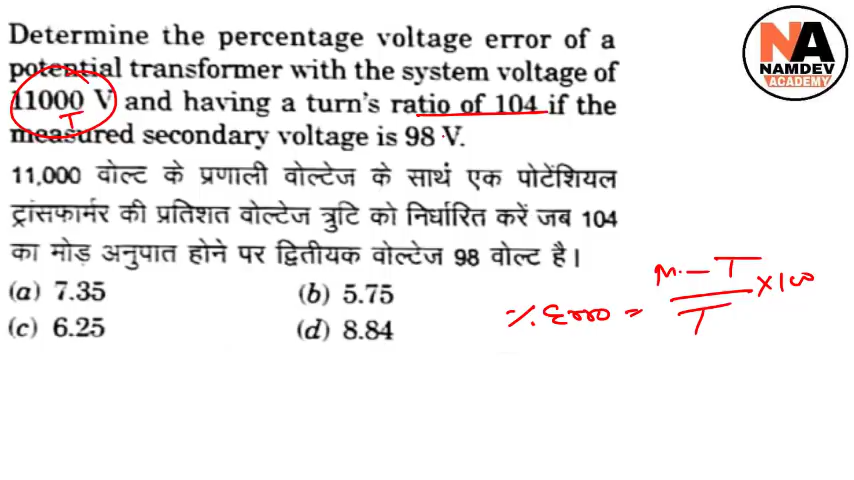 Determine the percentage voltage error of a
potential transformer with the system voltage of
11000 V and having a turn's ratio of 104 if the
T
measured secondary voltage is 98 V.
11,000 वोल्ट के प्रणाली वोल्टेज के साथ एक पोटेंशियल
ट्रांसफार्मर की प्रतिशत वोल्टेज त्रुटि को निर्धारित करें जब 104
का मोड़ अनुपात होने पर द्वितीयक वोल्टेज 98 वोल्ट है।
(a) 7.35
(b) 5.75
(c) 6.25
(d) 8.84
M - T
% Erro = ×100
T
NA
NAMDEV
ACADEMY